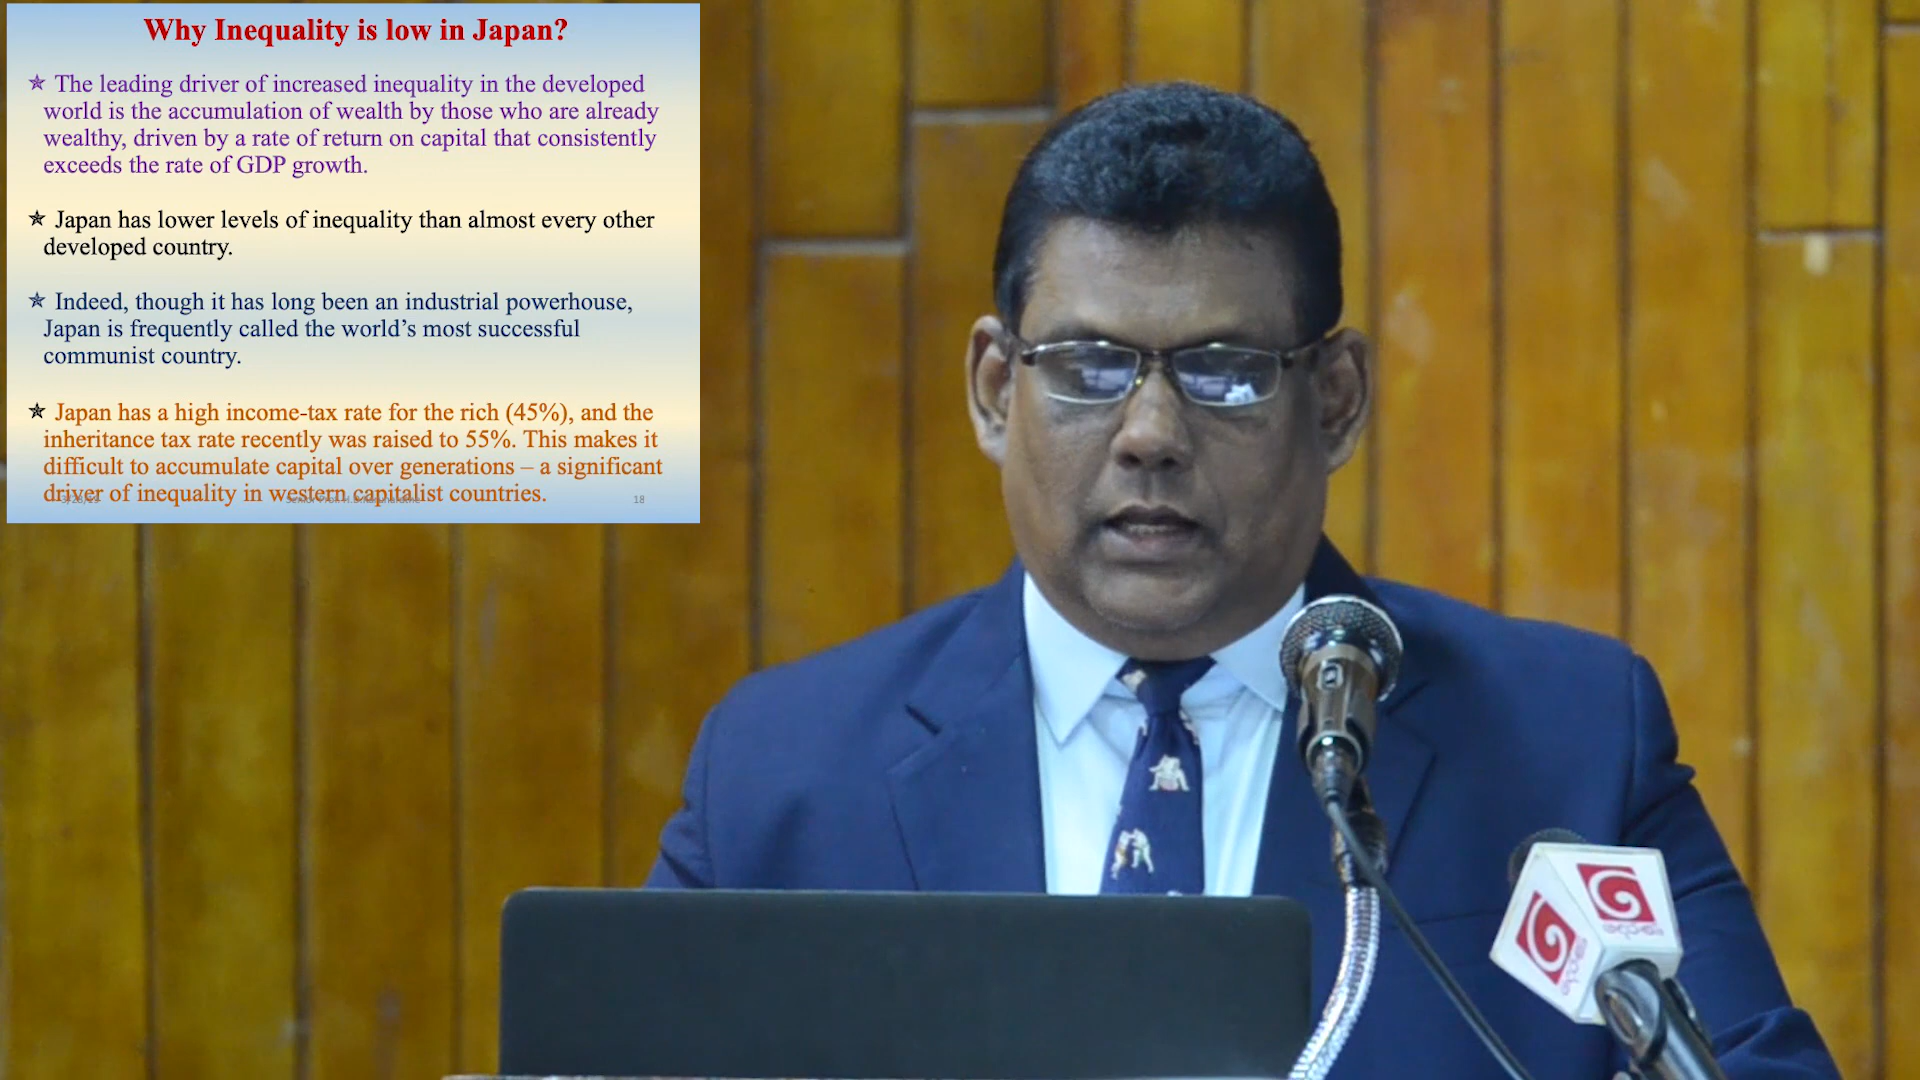 Why Inequality is low in Japan?
The leading driver of increased inequality in the developed
world is the accumulation of wealth by those who are already
wealthy, driven by a rate of return on capital that consistently
exceeds the rate of GDP growth.
Japan has lower levels of inequality than almost every other
developed country.
Indeed, though it has long been an industrial powerhouse,
Japan is frequently called the world’s most successful
communist country.
Japan has a high income-tax rate for the rich (45%), and the
inheritance tax rate recently was raised to 55%. This makes it
difficult to accumulate capital over generations – a significant
driver of inequality in western capitalist countries.
18